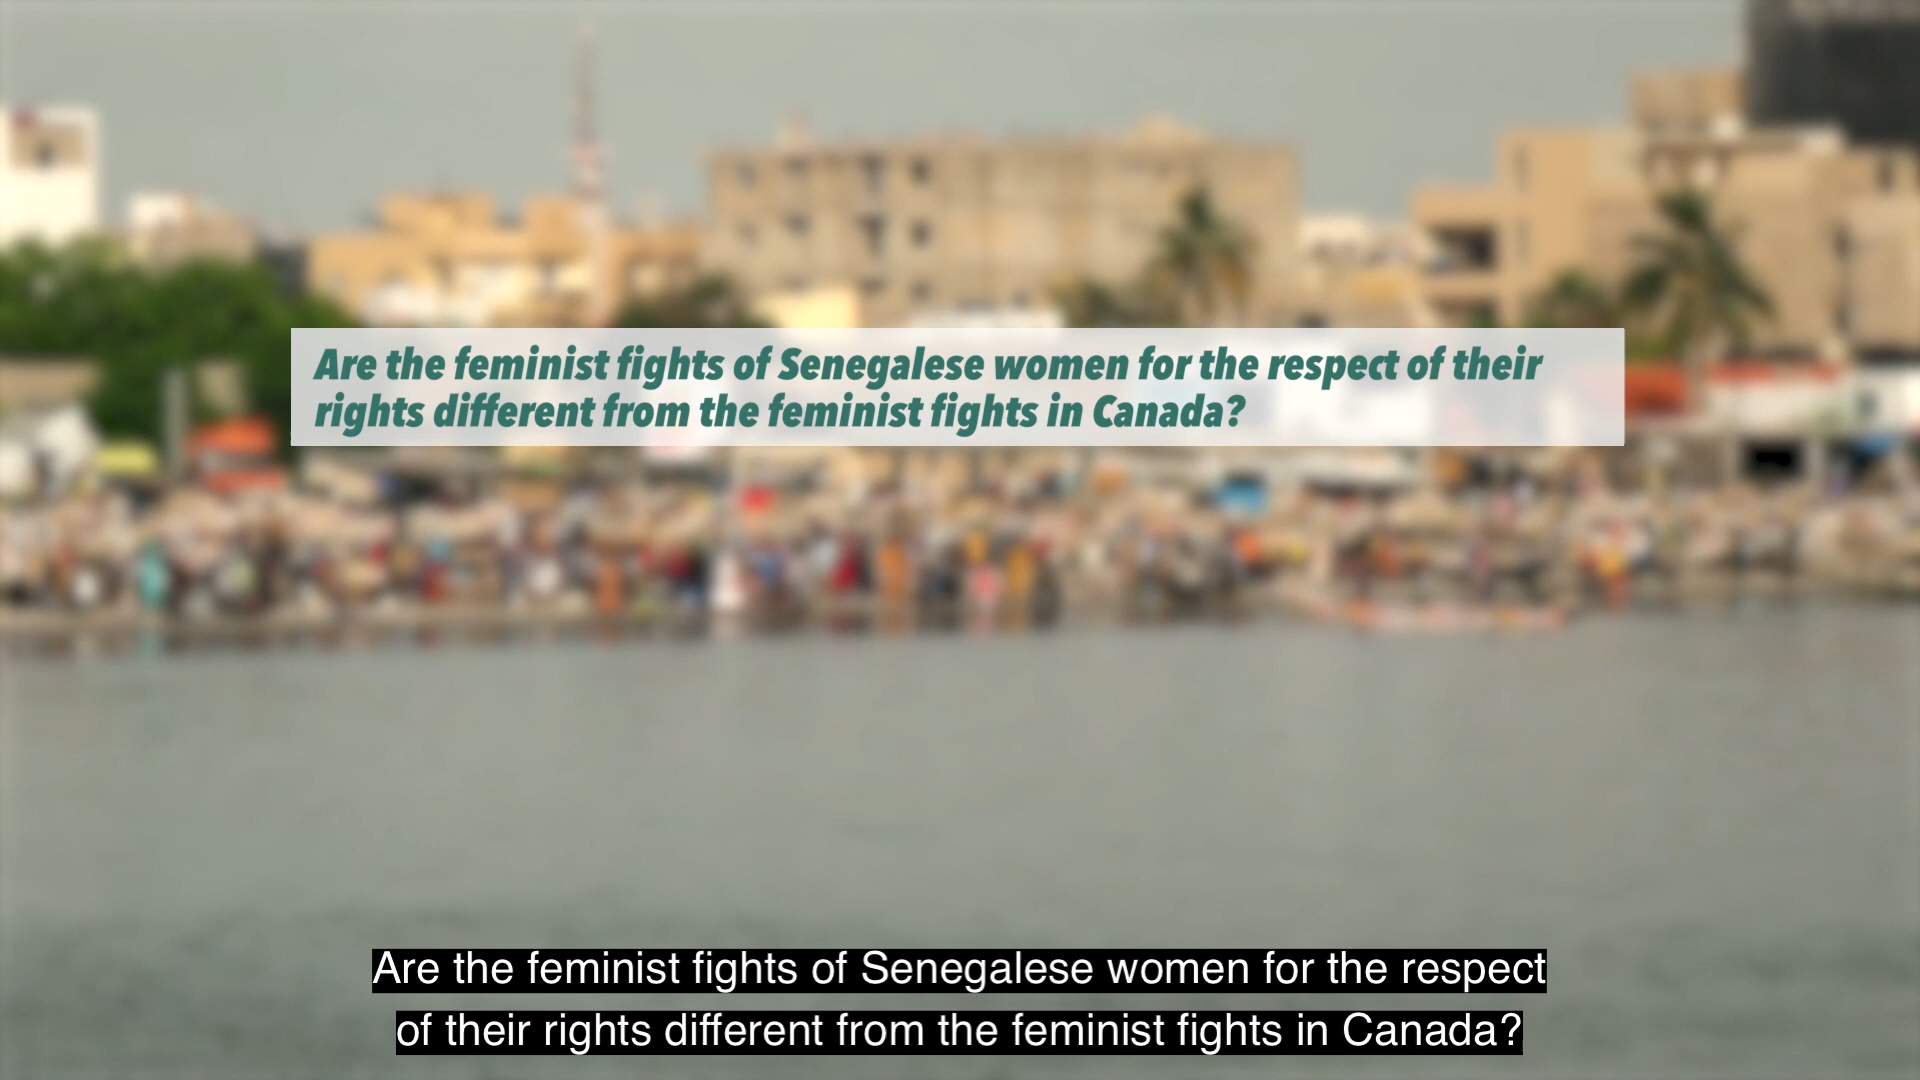 Are the feminist fights of Senegalese women for the respect of their
rights different from the feminist fights in Canada?
Are the feminist fights of Senegalese women for the respect
of their rights different from the feminist fights in Canada?